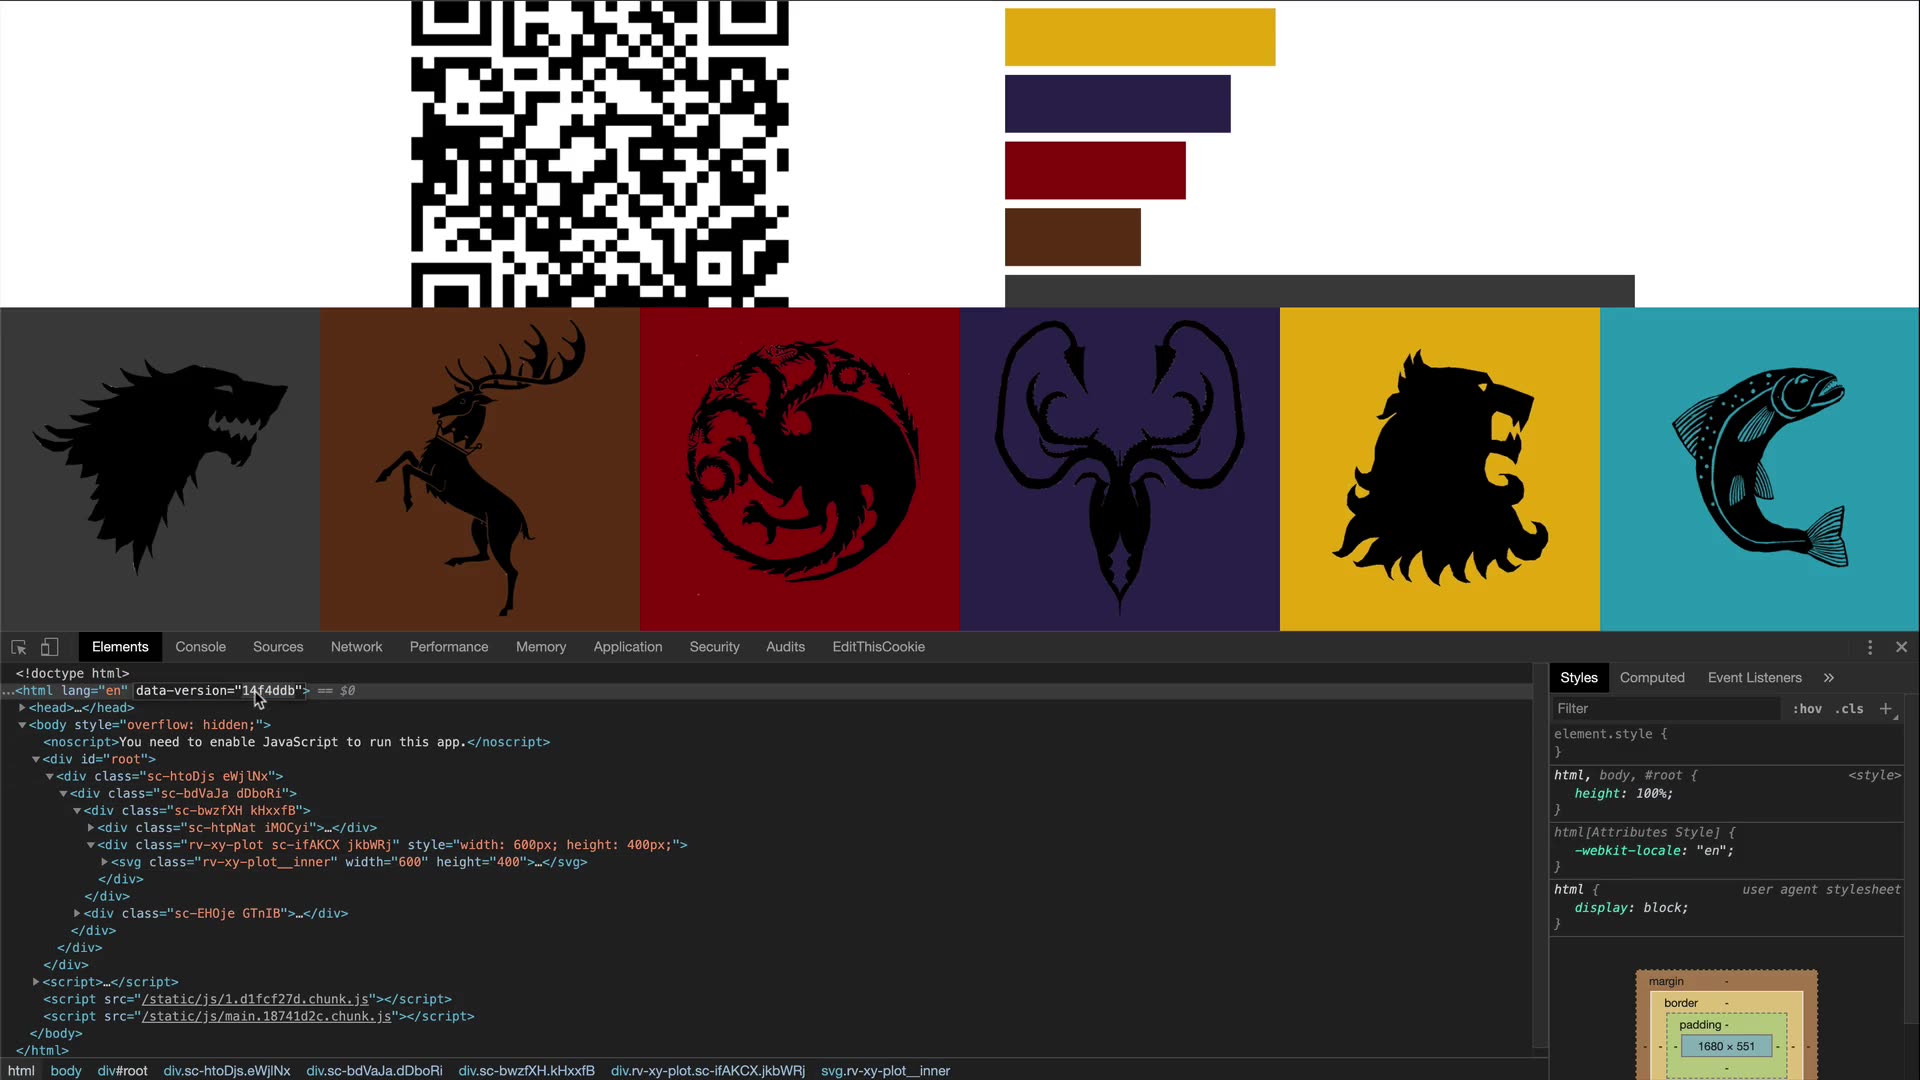 Elements Console Sources Network Performance Memory Application Security Audits EditThisCookie
<!doctype html>
…<html lang="en" data-version="14f4ddb"> == $0
<head>…</head>
<body style="overflow: hidden;">
<noscript>You need to enable JavaScript to run this app.</noscript>
<div id="root">
<div class="sc-htoDjs eWjlNx">
<div class="sc-bdVaJa dDboRi">
<div class="sc-bwzfXH kHxxfB">
<div class="sc-htpNat iMOCyi">…</div>
<div class="rv-xy-plot sc-ifAKCX jkbWRj" style="width: 600px; height: 400px;">
<svg class="rv-xy-plot__inner" width="600" height="400">…</svg>
</div>
</div>
<div class="sc-EHOje GTnIB">…</div>
</div>
</div>
</div>
<script>…</script>
<script src="/static/js/1.d1fcf27d.chunk.js"></script>
<script src="/static/js/main.18741d2c.chunk.js"></script>
</body>
</html>
html body div#root div.sc-htoDjs.eWjlNx div.sc-bdVaJa.dDboRi div.sc-bwzfXH.kHxxfB div.rv-xy-plot.sc-ifAKCX.jkbWRj svg.rv-xy-plot__inner
Styles Computed Event Listeners »
Filter :hov .cls +
element.style {
}
html, body, #root { <style>
height: 100%;
}
html[Attributes Style] {
-webkit-locale: "en";
}
html { user agent stylesheet
display: block;
}
margin -
border -
padding -
- - - 1680 × 551 - - -
-